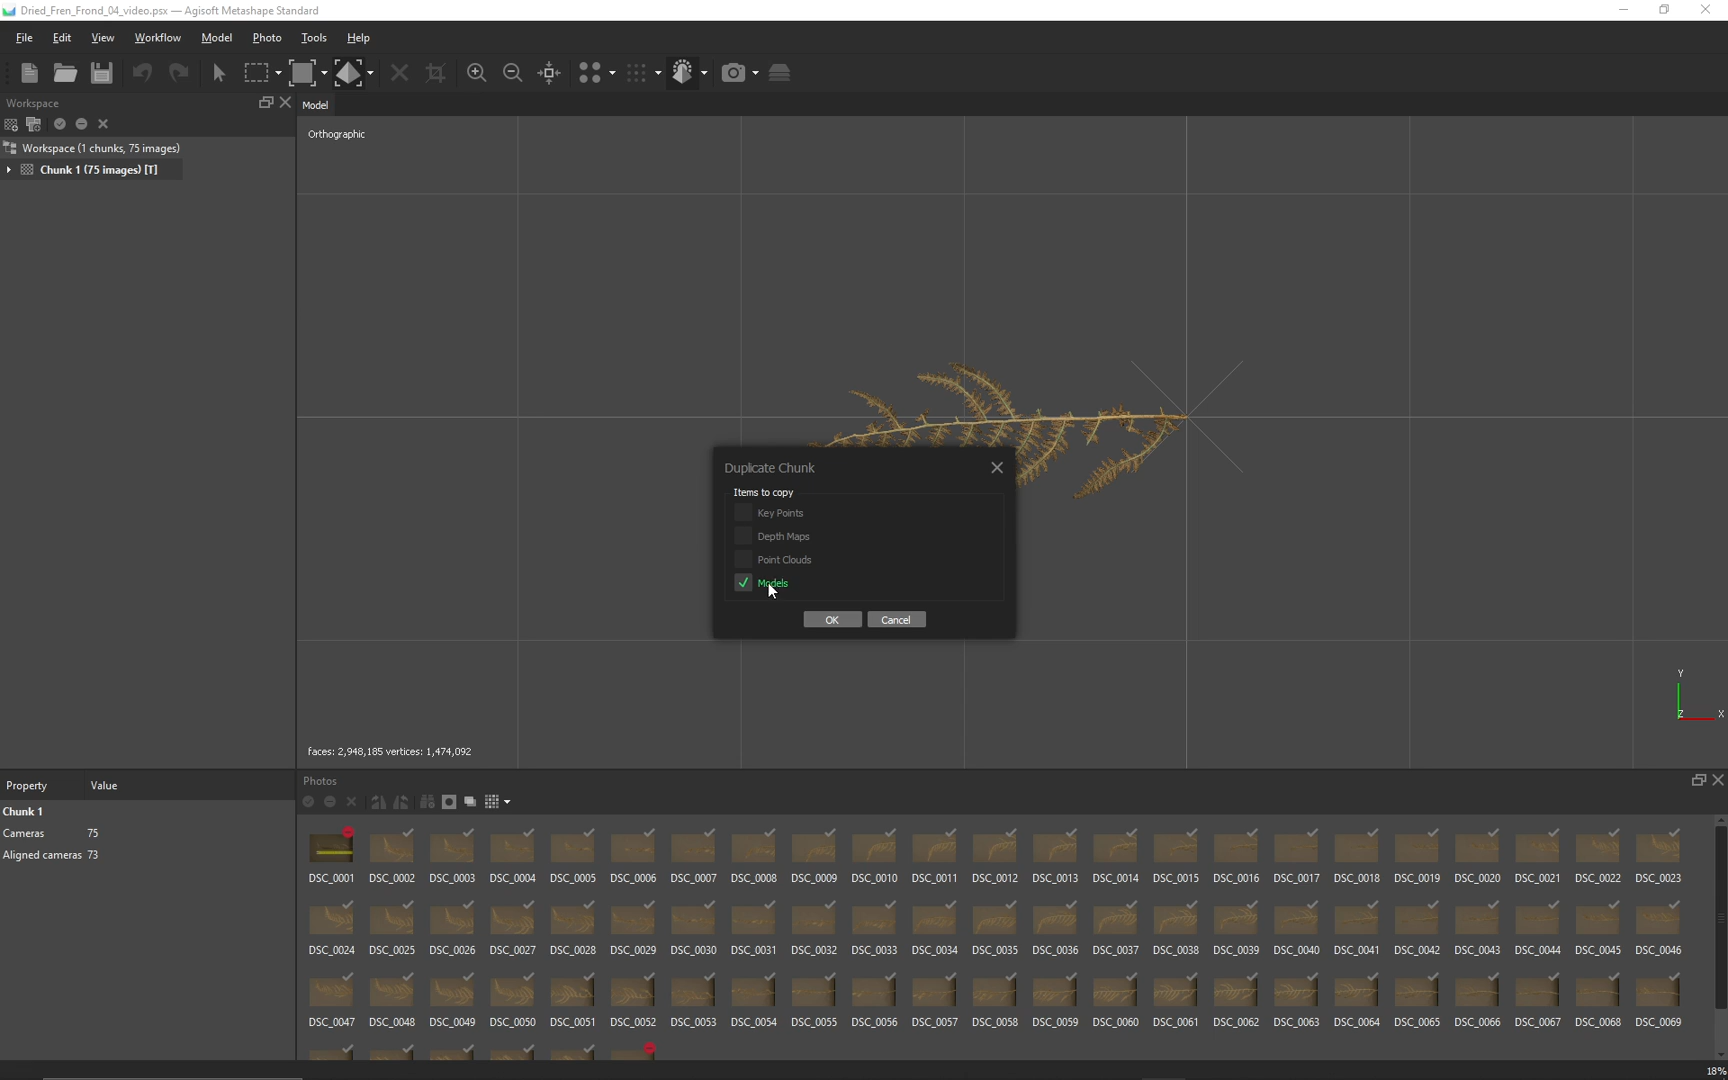 Dried_Fren_Frond_04_video.psx — Agisoft Metashape Standard
File Edit View Workflow Model Photo Tools Help
Workspace
Model
Workspace (1 chunks, 75 images)
Chunk 1 (75 images) [T]
Orthographic
Duplicate Chunk
Items to copy
Key Points
Depth Maps
Point Clouds
Models
OK Cancel
Y
Z X
faces: 2,948,185 vertices: 1,474,092
Property Value
Chunk 1
Cameras 75
Aligned cameras 73
Photos
DSC_0001 DSC_0002 DSC_0003 DSC_0004 DSC_0005 DSC_0006 DSC_0007 DSC_0008 DSC_0009 DSC_0010 DSC_0011 DSC_0012 DSC_0013 DSC_0014 DSC_0015 DSC_0016 DSC_0017 DSC_0018 DSC_0019 DSC_0020 DSC_0021 DSC_0022 DSC_0023
DSC_0024 DSC_0025 DSC_0026 DSC_0027 DSC_0028 DSC_0029 DSC_0030 DSC_0031 DSC_0032 DSC_0033 DSC_0034 DSC_0035 DSC_0036 DSC_0037 DSC_0038 DSC_0039 DSC_0040 DSC_0041 DSC_0042 DSC_0043 DSC_0044 DSC_0045 DSC_0046
DSC_0047 DSC_0048 DSC_0049 DSC_0050 DSC_0051 DSC_0052 DSC_0053 DSC_0054 DSC_0055 DSC_0056 DSC_0057 DSC_0058 DSC_0059 DSC_0060 DSC_0061 DSC_0062 DSC_0063 DSC_0064 DSC_0065 DSC_0066 DSC_0067 DSC_0068 DSC_0069
18%